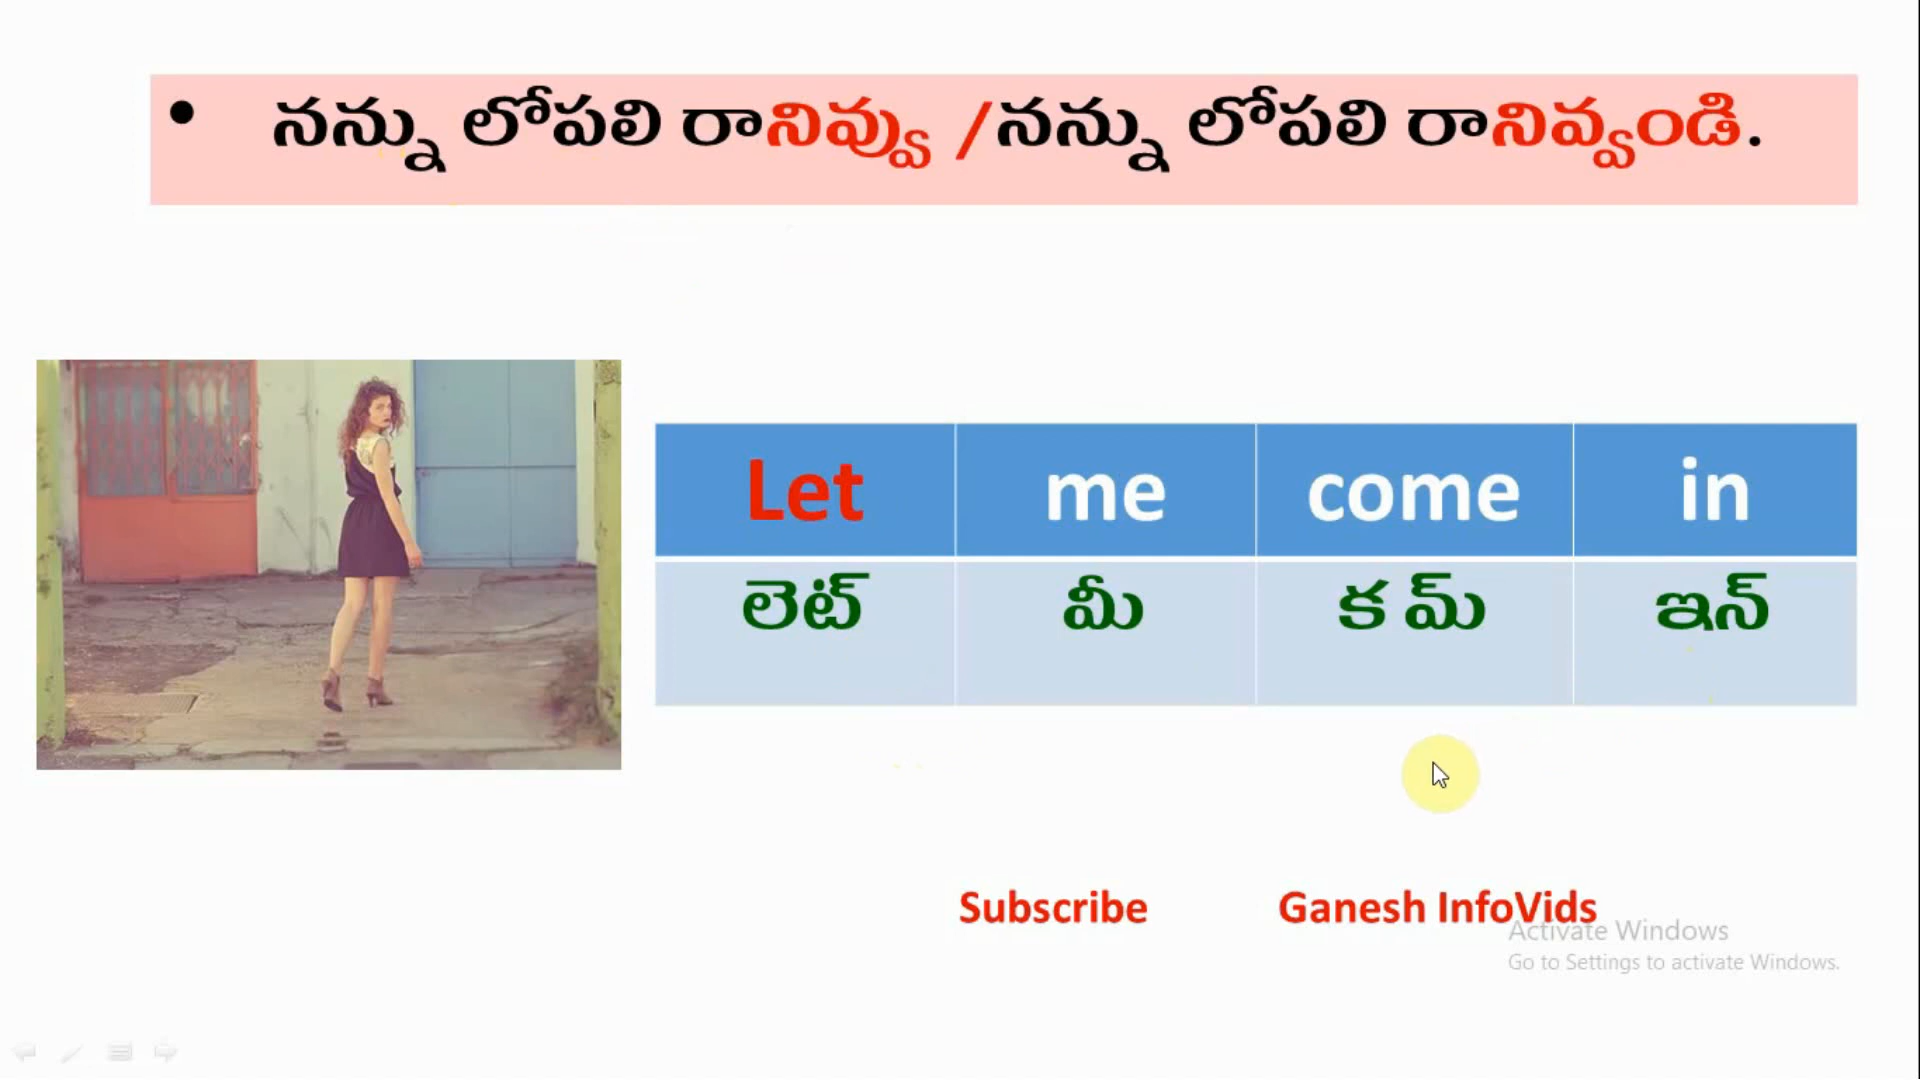 • నన్ను లోపలి రానివ్వు /నన్ను లోపలి రానివ్వండి.
Let me come in
లెట్ మీ క మ్ ఇన్
Subscribe Ganesh InfoVids
Activate Windows
Go to Settings to activate Windows.